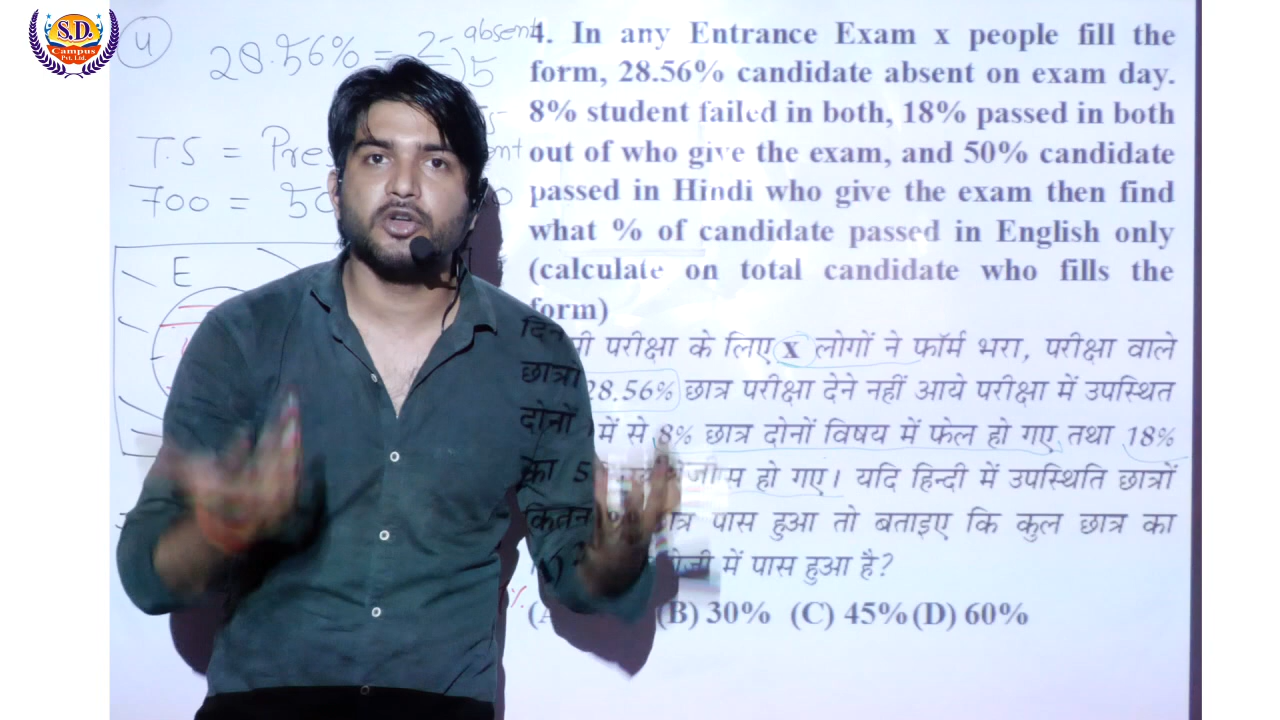 S.D.
Campus
Pvt. Ltd.
4
28.56% = 2
absent
5
T.S =
700 =
E
4. In any Entrance Exam x people fill the
form, 28.56% candidate absent on exam day.
8% student failed in both, 18% passed in both
out of who give the exam, and 50% candidate
passed in Hindi who give the exam then find
what % of candidate passed in English only
(calculate on total candidate who fills the
form)
परीक्षा के लिए x लोगों ने फॉर्म भरा, परीक्षा वाले
28.56% छात्र परीक्षा देने नहीं आये परीक्षा में उपस्थित
में से 8% छात्र दोनों विषय में फेल हो गए तथा 18%
हो गए। यदि हिन्दी में उपस्थिति छात्रों
पास हुआ तो बताइए कि कुल छात्र का
में पास हुआ है?
(B) 30% (C) 45% (D) 60%